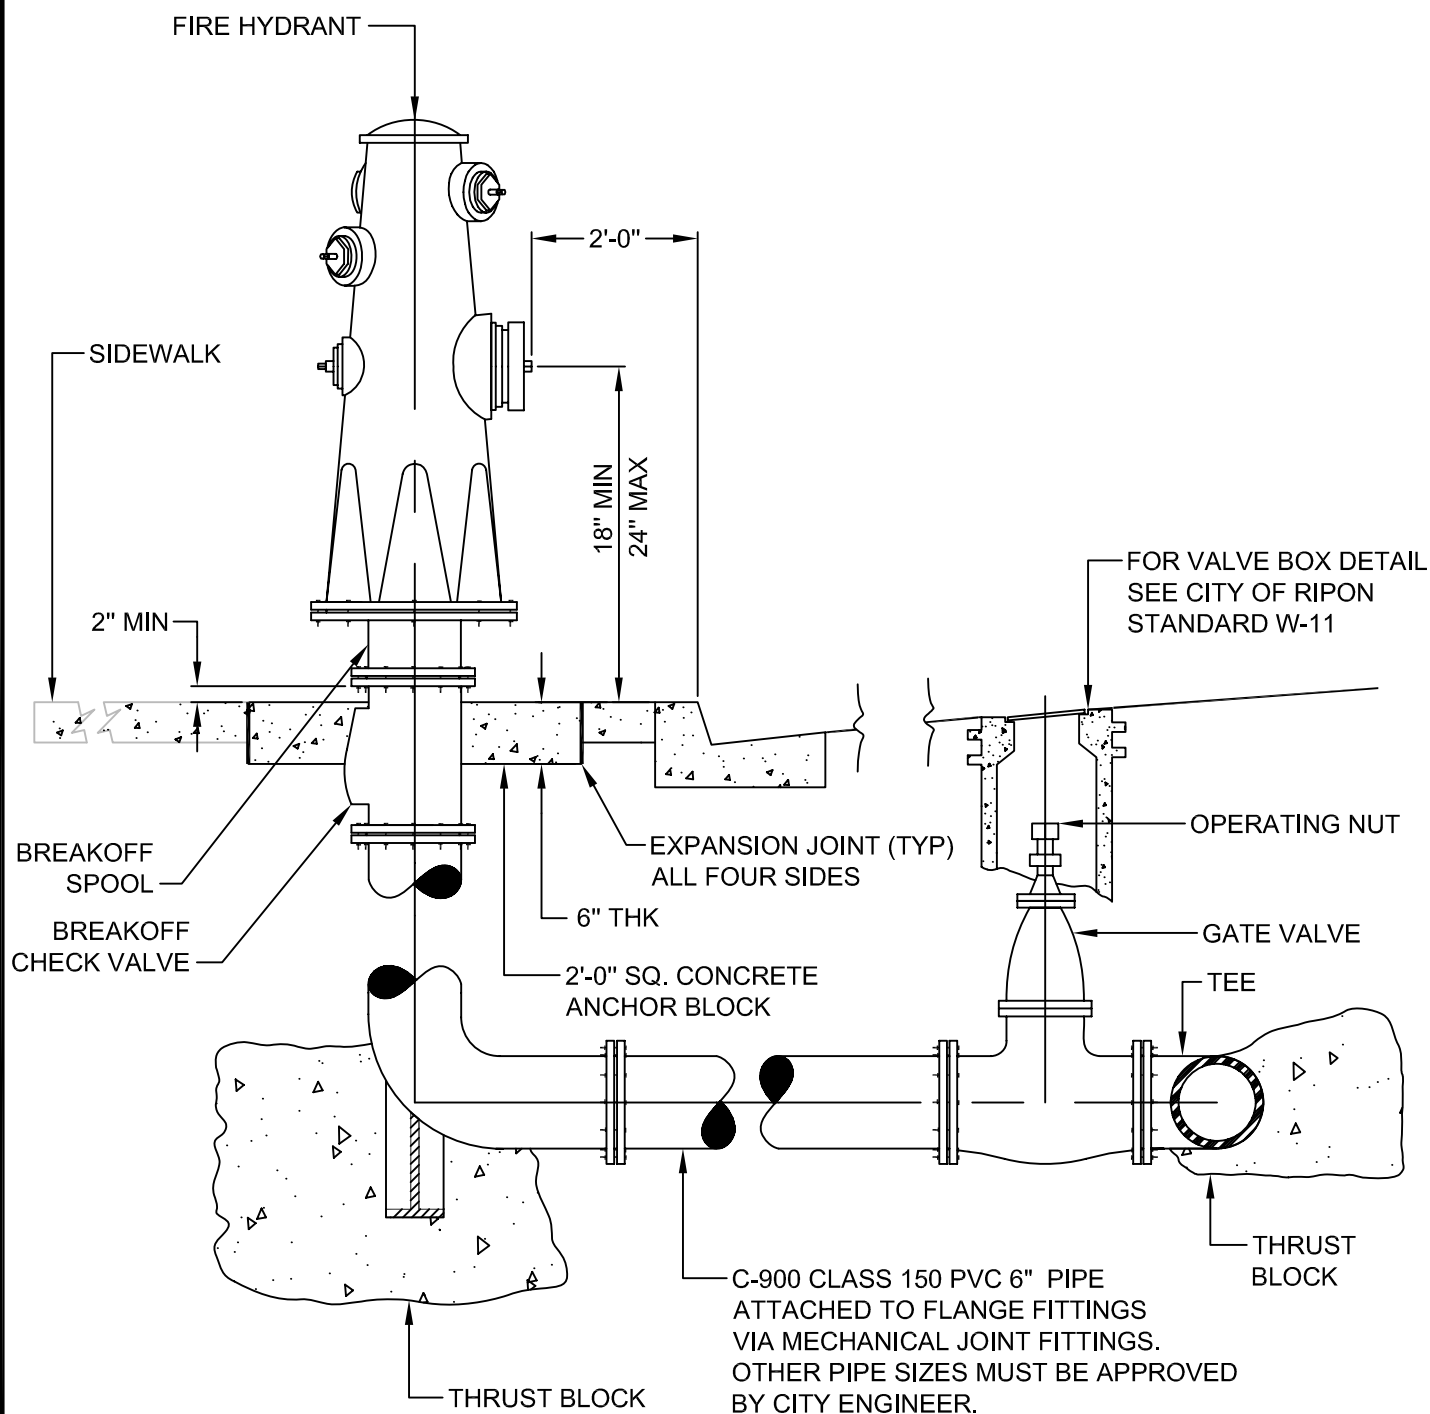 FIRE HYDRANT
2'-0"
SIDEWALK
18" MIN
24" MAX
FOR VALVE BOX DETAIL
SEE CITY OF RIPON
STANDARD W-11
2" MIN
OPERATING NUT
BREAKOFF
SPOOL
EXPANSION JOINT (TYP)
ALL FOUR SIDES
6" THK
BREAKOFF
CHECK VALVE
GATE VALVE
2'-0" SQ. CONCRETE
ANCHOR BLOCK
TEE
THRUST
BLOCK
C-900 CLASS 150 PVC 6" PIPE
ATTACHED TO FLANGE FITTINGS
VIA MECHANICAL JOINT FITTINGS.
OTHER PIPE SIZES MUST BE APPROVED
BY CITY ENGINEER.
THRUST BLOCK